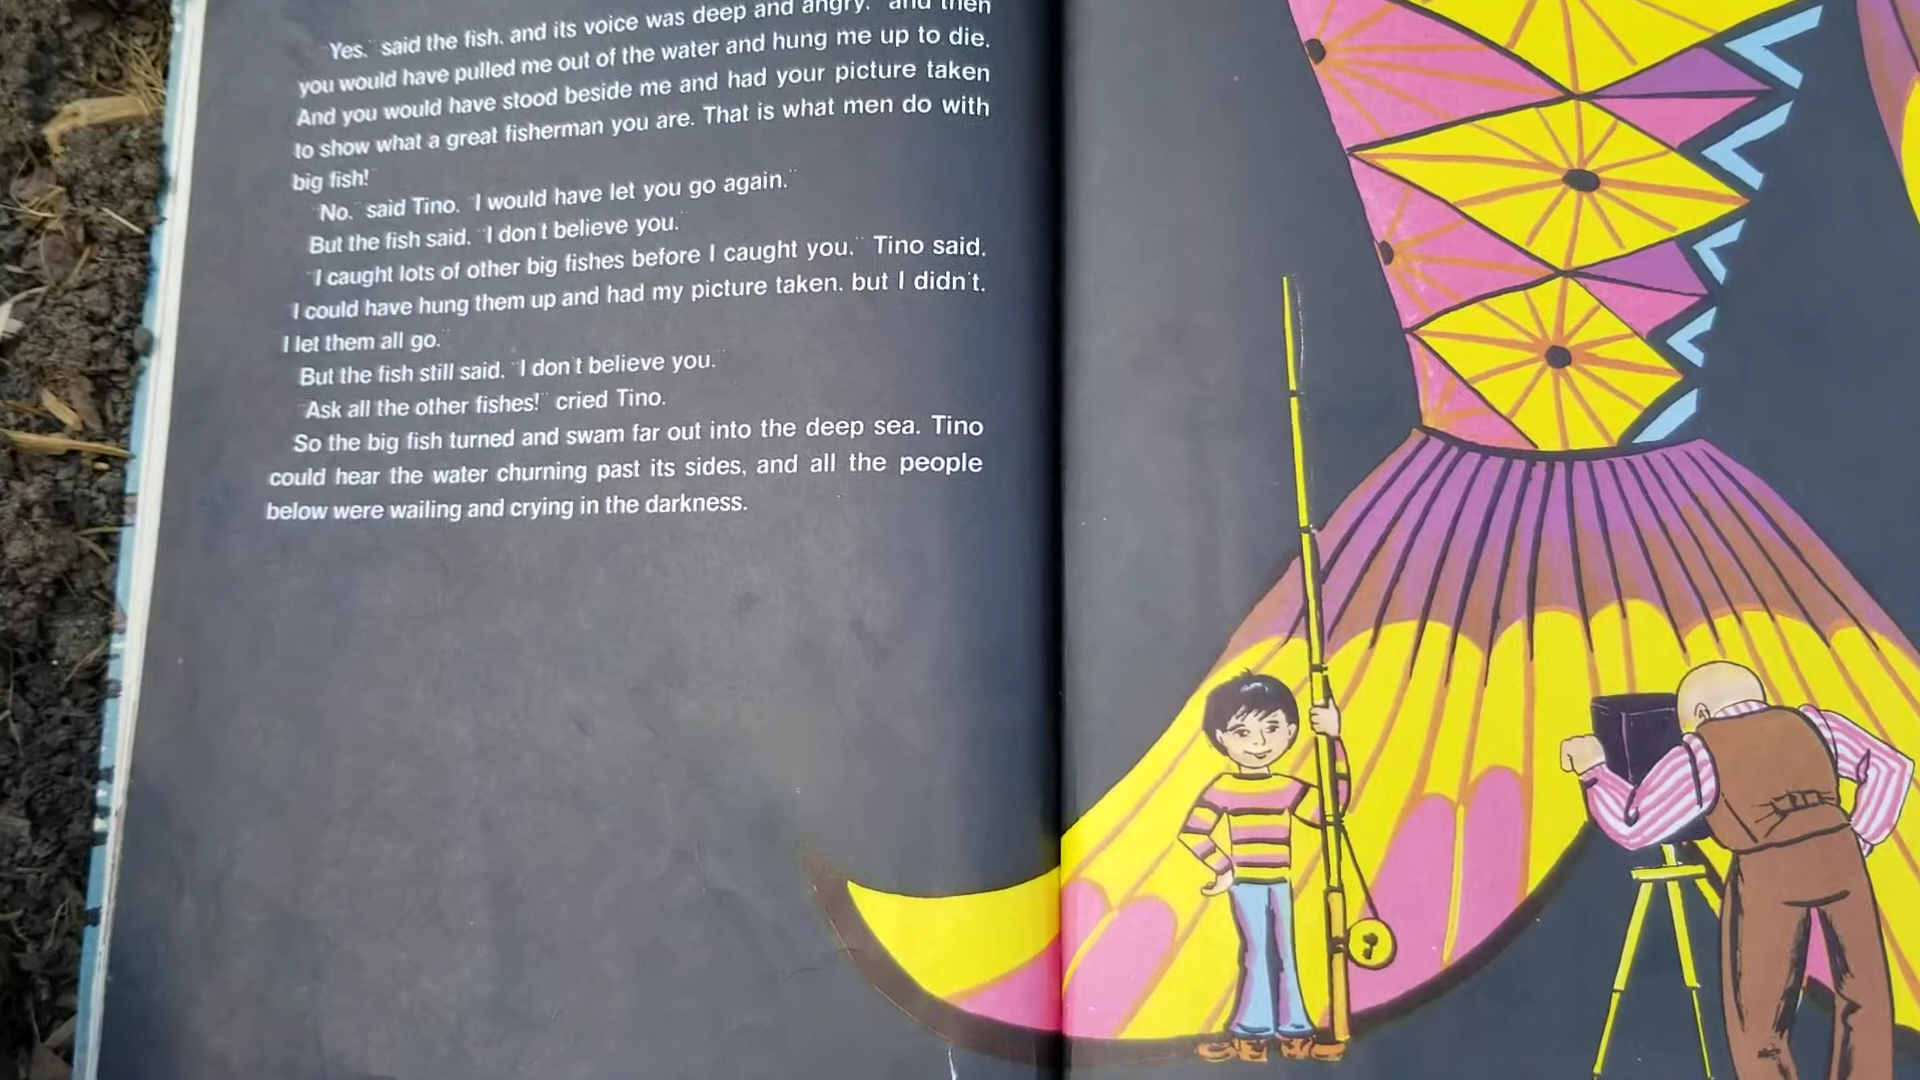 Yes." said the fish, and its voice was deep and angry. "and then
you would have pulled me out of the water and hung me up to die.
And you would have stood beside me and had your picture taken
to show what a great fisherman you are. That is what men do with
big fish!"
"No." said Tino. "I would have let you go again."
But the fish said. "I don't believe you."
"I caught lots of other big fishes before I caught you." Tino said.
I could have hung them up and had my picture taken. but I didn't.
I let them all go."
But the fish still said. "I don't believe you."
"Ask all the other fishes!" cried Tino.
So the big fish turned and swam far out into the deep sea. Tino
could hear the water churning past its sides, and all the people
below were wailing and crying in the darkness.